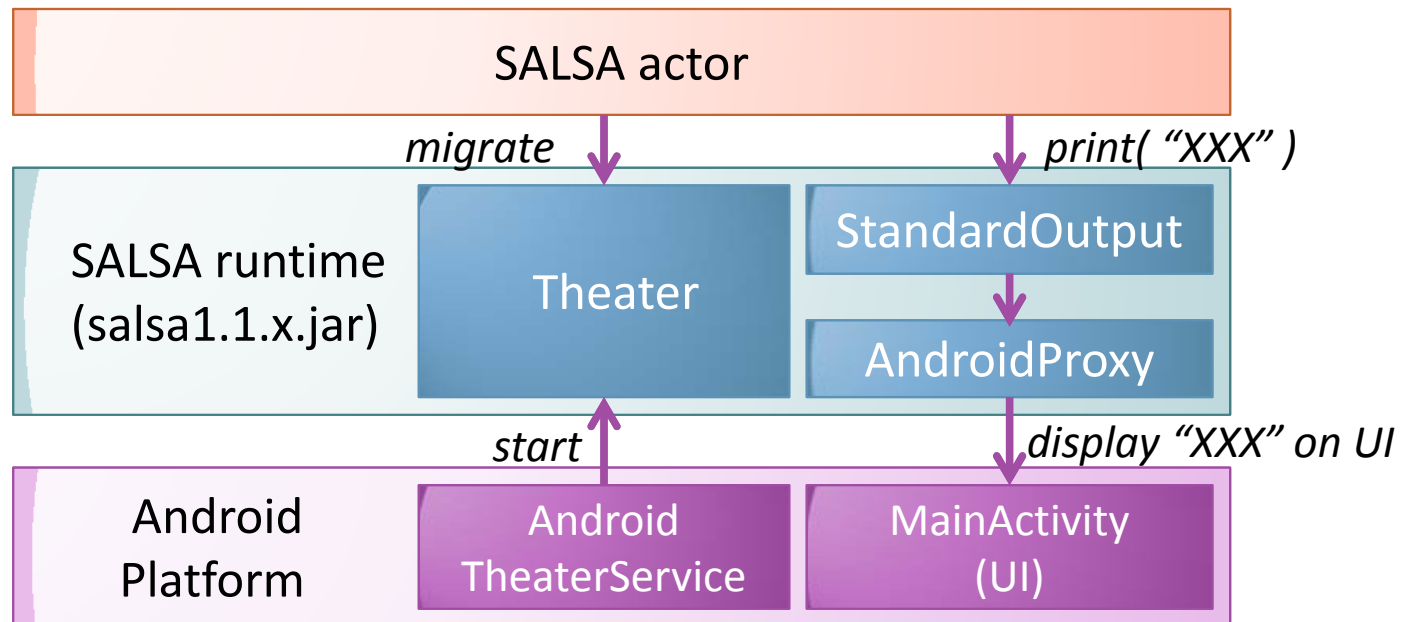 SALSA actor
migrate
print( “XXX” )
SALSA runtime
(salsa1.1.x.jar)
Theater
StandardOutput
AndroidProxy
start
display “XXX” on UI
Android
Platform
Android
TheaterService
MainActivity
(UI)